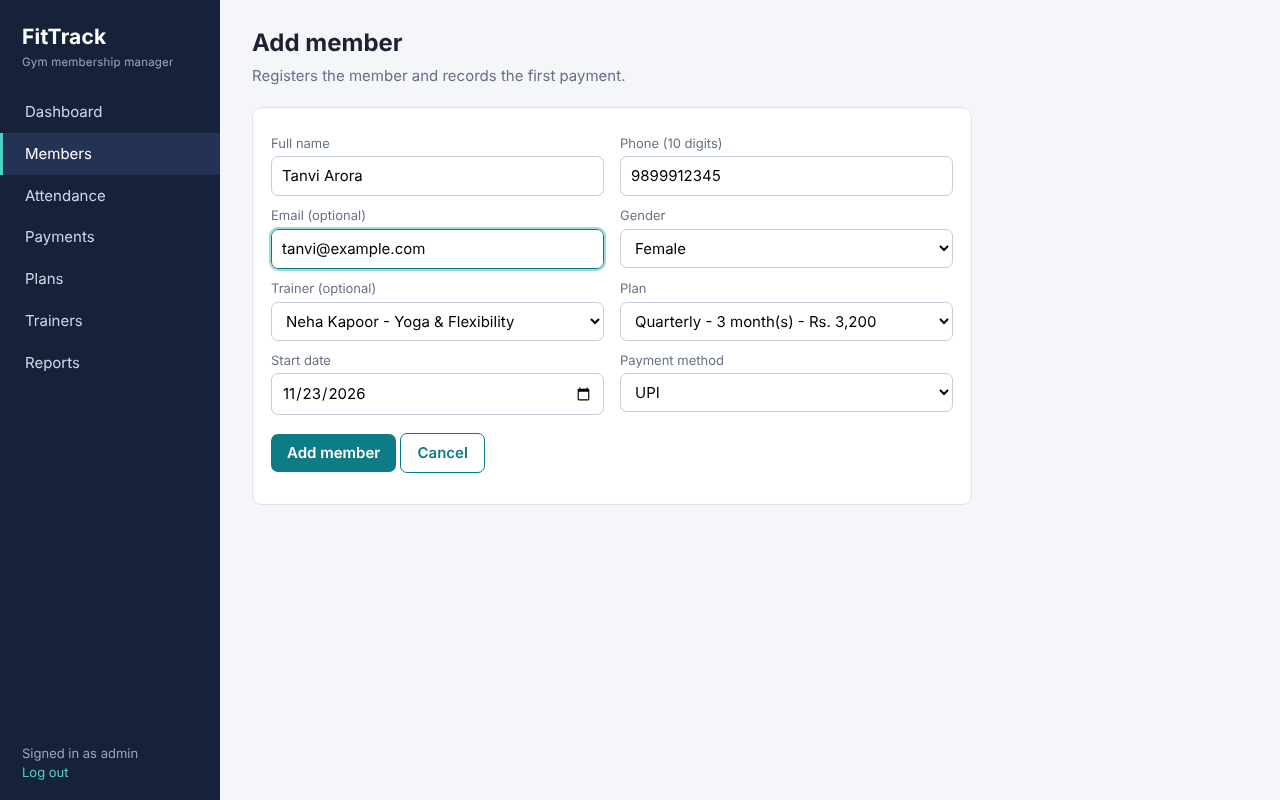 FitTrack
Gym membership manager
Dashboard
Members
Attendance
Payments
Plans
Trainers
Reports
Signed in as admin
Log out
Add member
Registers the member and records the first payment.
Full name
Phone (10 digits)
Tanvi Arora
9899912345
Email (optional)
Gender
tanvi@example.com
Female
Trainer (optional)
Plan
Neha Kapoor - Yoga & Flexibility
Quarterly - 3 month(s) - Rs. 3,200
Start date
Payment method
11/23/2026
UPI
Add member
Cancel